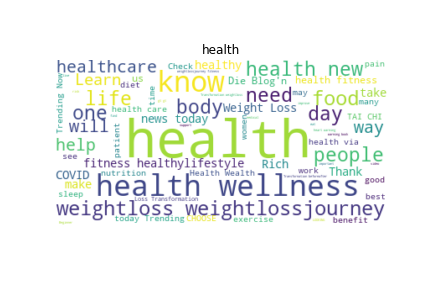 health
healthcare
Check
healthy
health new
pain
Learn
us
know
Die Blog'n
health fitness
diet
Trending Now
life
time
body
Weight Loss
need
may
food
take
many
one
health care
news today
women
day
TAI CHI
will
patient
health
way
help
health via
people
see
fitness healthylifestyle
Rich
work
Thank
COVID
nutrition
Health Wealth
make
health wellness
good
sleep
Loss Transformation
best
weightloss weightlossjourney
today Trending
CHOOSE
exercise
benefit